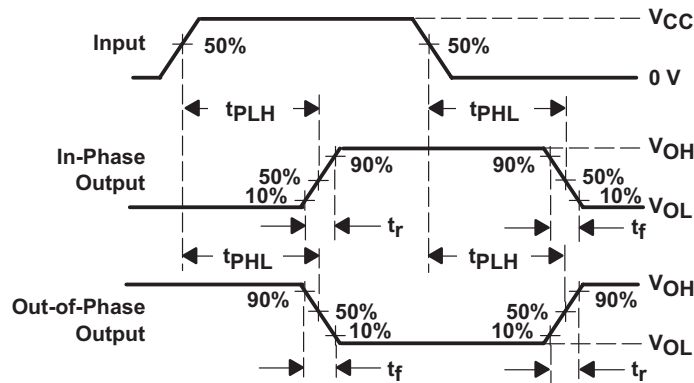 VCC
Input 50% 50%
0 V
tPLH tPHL
In-Phase Output 90% 90% VOH
50% 50%
10% 10%
VOL
tr tf
tPHL tPLH
VOH
90% 90%
Out-of-Phase Output 50% 50%
10% 10%
VOL
tf tr